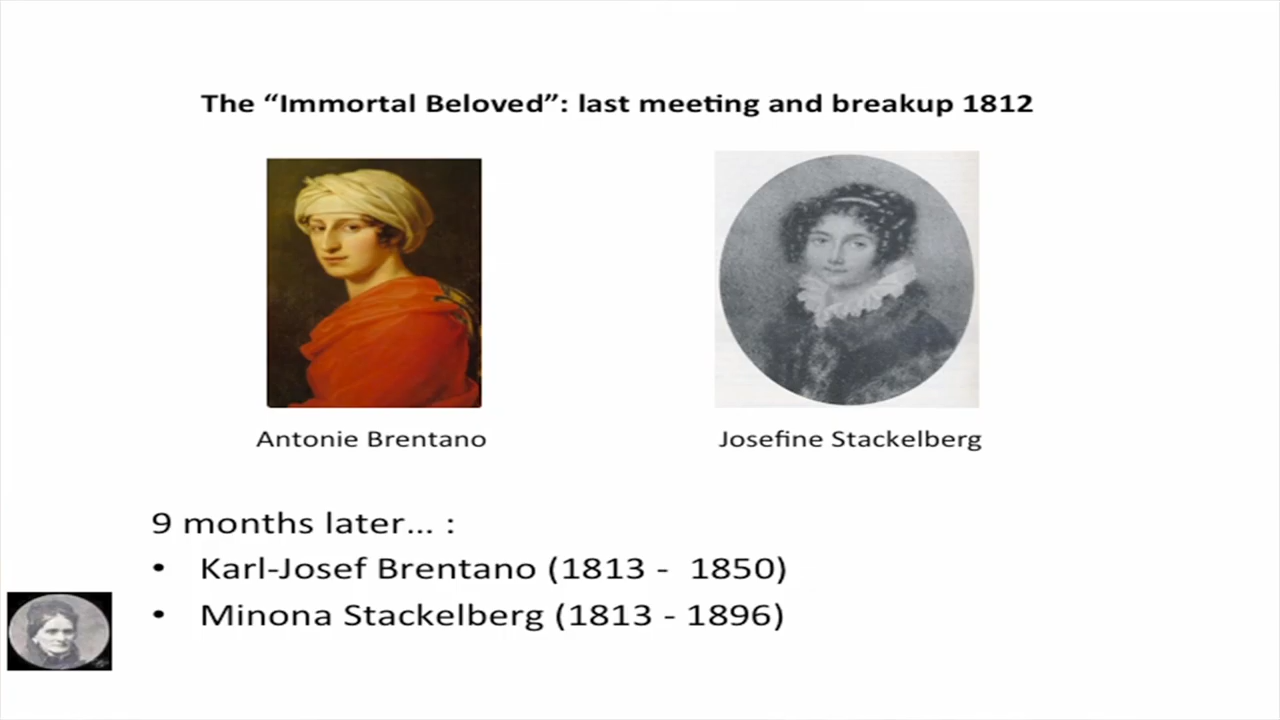 The “Immortal Beloved”: last meeting and breakup 1812
Antonie Brentano
Josefine Stackelberg
9 months later... :
• Karl-Josef Brentano (1813 - 1850)
• Minona Stackelberg (1813 - 1896)